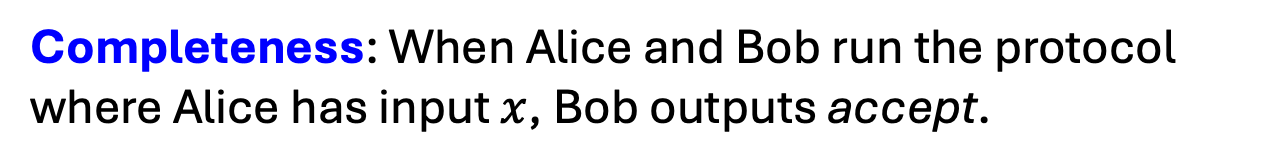 Completeness: When Alice and Bob run the protocol
where Alice has input x, Bob outputs accept.